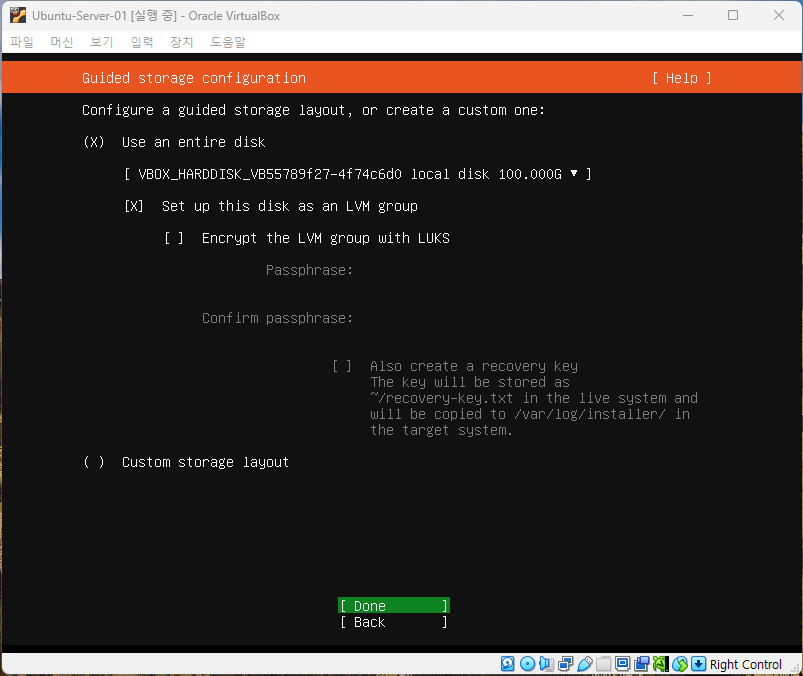 Ubuntu-Server-01 [실행 중] - Oracle VirtualBox
파일 머신 보기 입력 장치 도움말
Guided storage configuration [ Help ]
Configure a guided storage layout, or create a custom one:
(X) Use an entire disk
[ VBOX_HARDDISK_VB55789f27-4f74c6d0 local disk 100.000G ▾ ]
[X] Set up this disk as an LVM group
[ ] Encrypt the LVM group with LUKS
Passphrase:
Confirm passphrase:
[ ] Also create a recovery key
The key will be stored as
~/recovery-key.txt in the live system and
will be copied to /var/log/installer/ in
the target system.
( ) Custom storage layout
[ Done ]
[ Back ]
Right Control